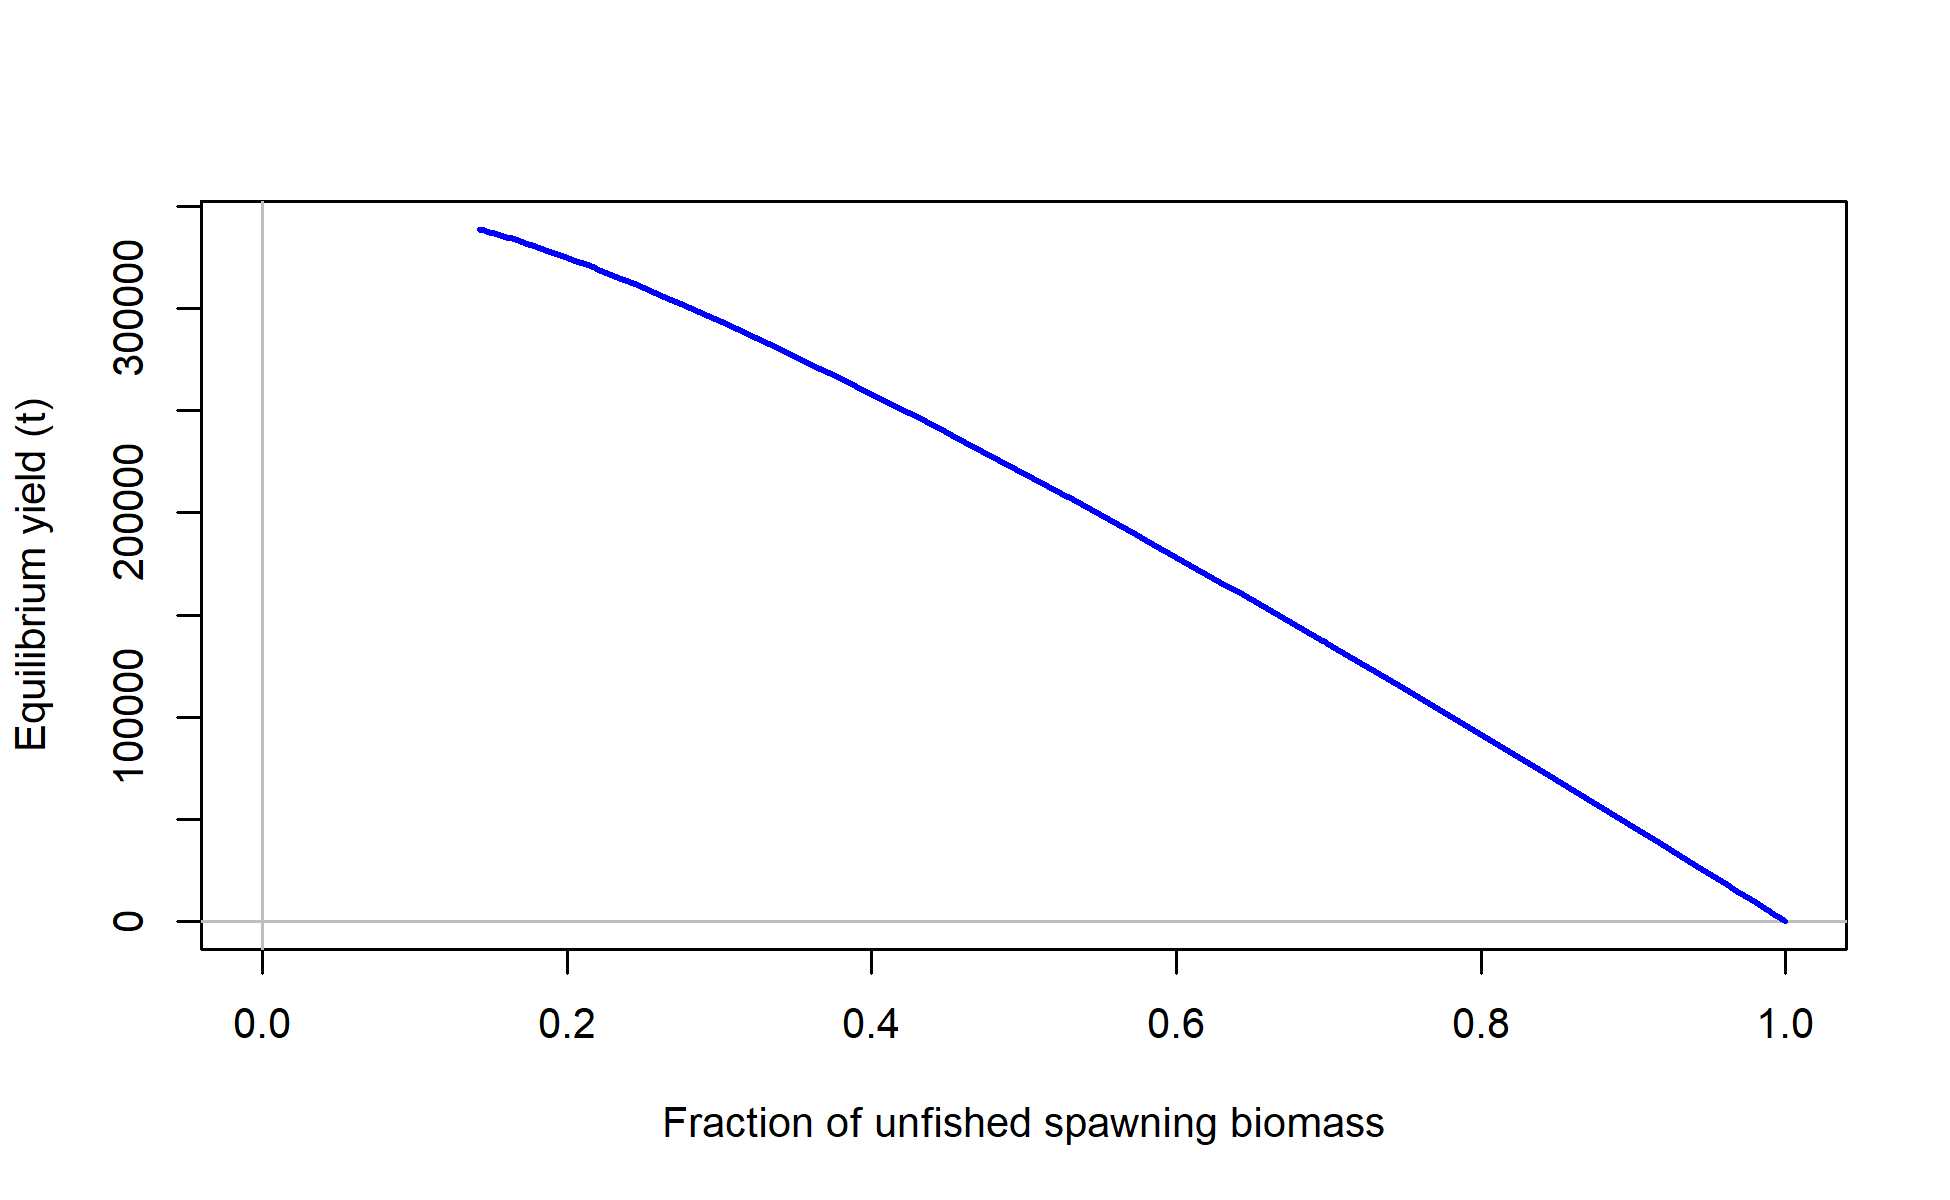 Equilibrium yield (t)
300000
200000
100000
0
0.0 0.2 0.4 0.6 0.8 1.0
Fraction of unfished spawning biomass